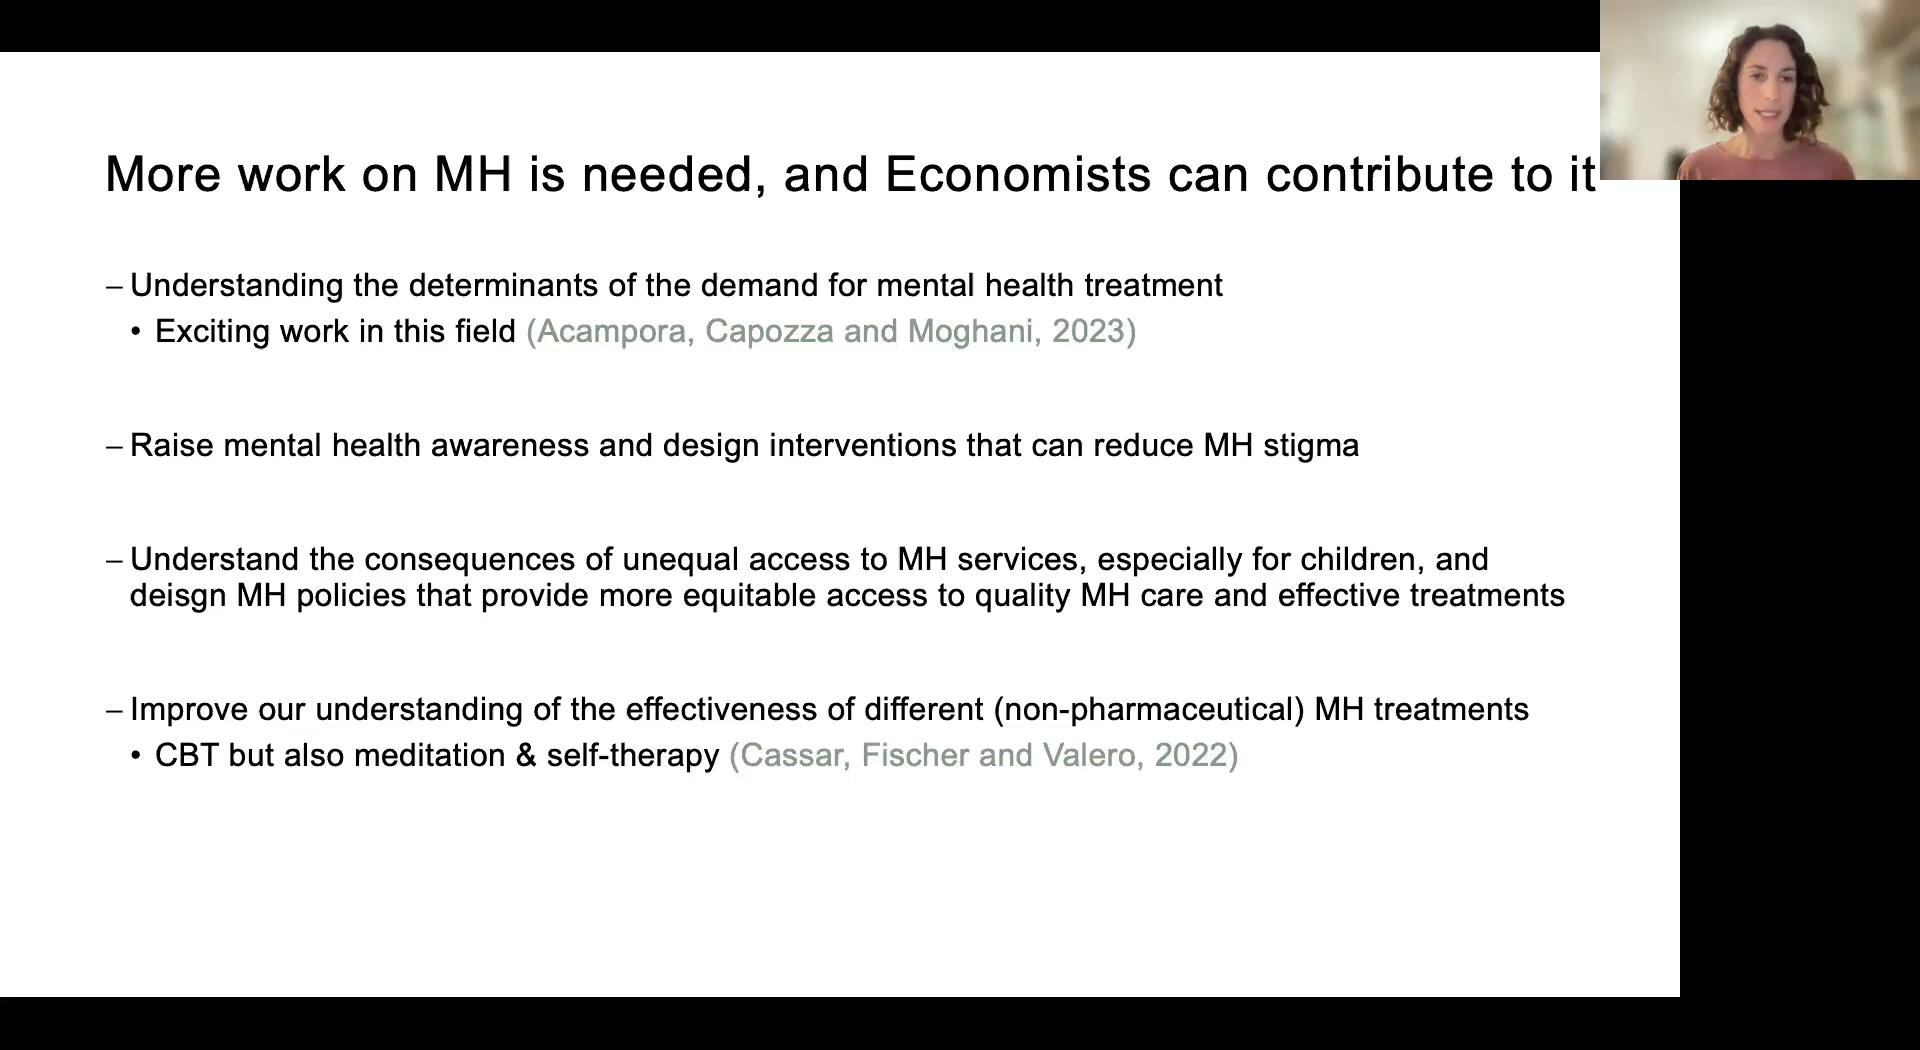 More work on MH is needed, and Economists can contribute to it
– Understanding the determinants of the demand for mental health treatment
• Exciting work in this field (Acampora, Capozza and Moghani, 2023)
– Raise mental health awareness and design interventions that can reduce MH stigma
– Understand the consequences of unequal access to MH services, especially for children, and
deisgn MH policies that provide more equitable access to quality MH care and effective treatments
– Improve our understanding of the effectiveness of different (non-pharmaceutical) MH treatments
• CBT but also meditation & self-therapy (Cassar, Fischer and Valero, 2022)